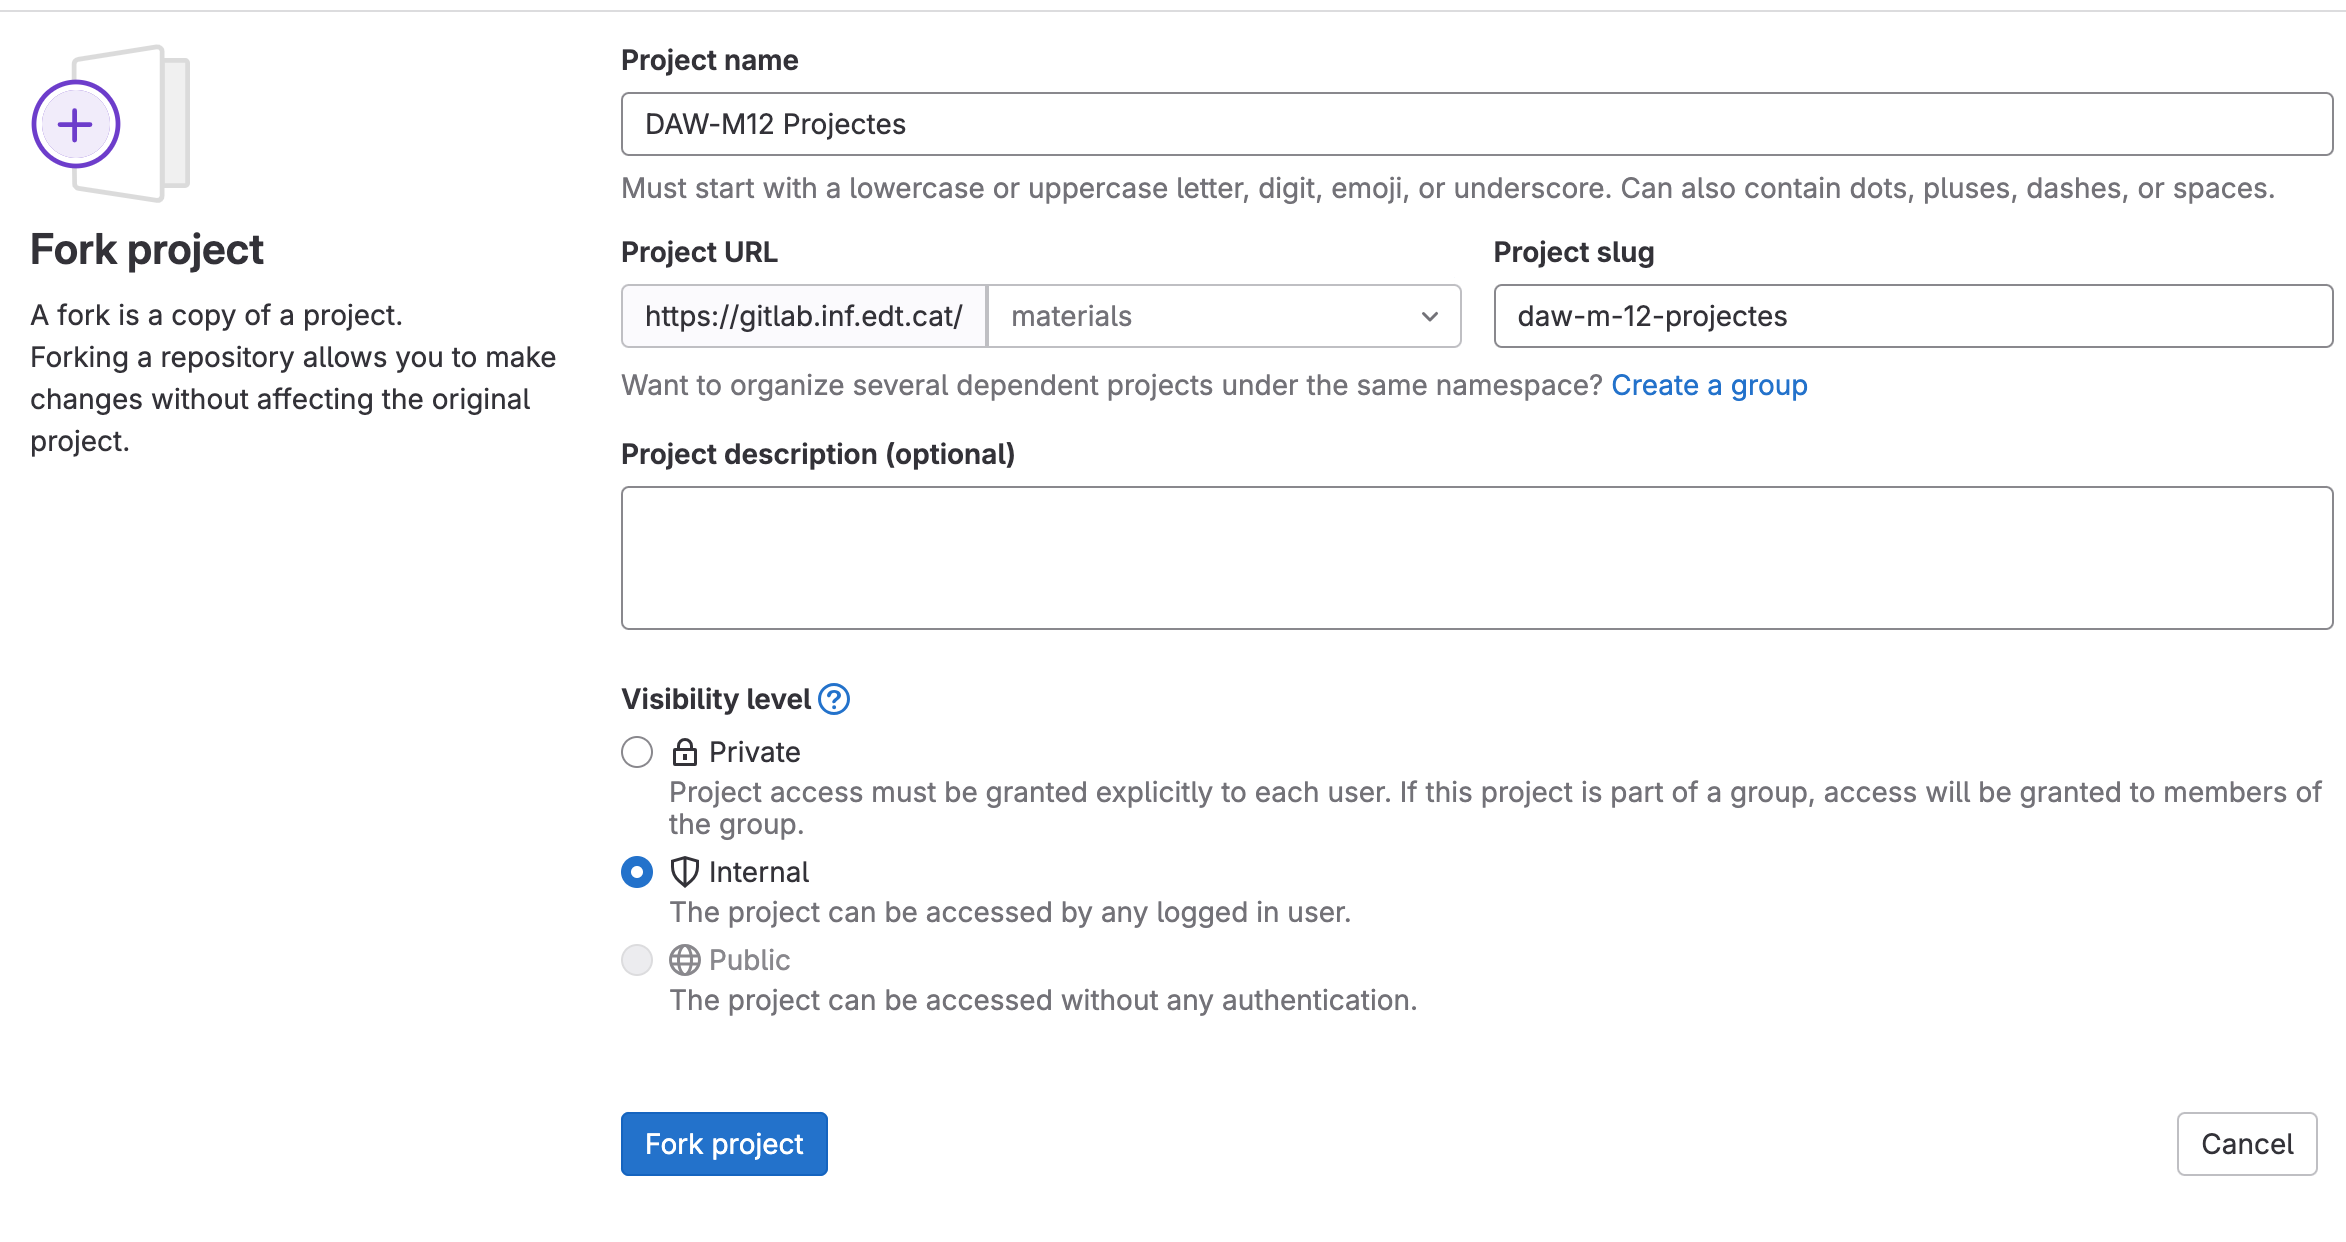 Fork project
A fork is a copy of a project.
Forking a repository allows you to make
changes without affecting the original
project.
Project name
DAW-M12 Projectes
Must start with a lowercase or uppercase letter, digit, emoji, or underscore. Can also contain dots, pluses, dashes, or spaces.
Project URL
https://gitlab.inf.edt.cat/
materials
Project slug
daw-m-12-projectes
Want to organize several dependent projects under the same namespace? Create a group
Project description (optional)
Visibility level
Private
Project access must be granted explicitly to each user. If this project is part of a group, access will be granted to members of
the group.
Internal
The project can be accessed by any logged in user.
Public
The project can be accessed without any authentication.
Fork project
Cancel